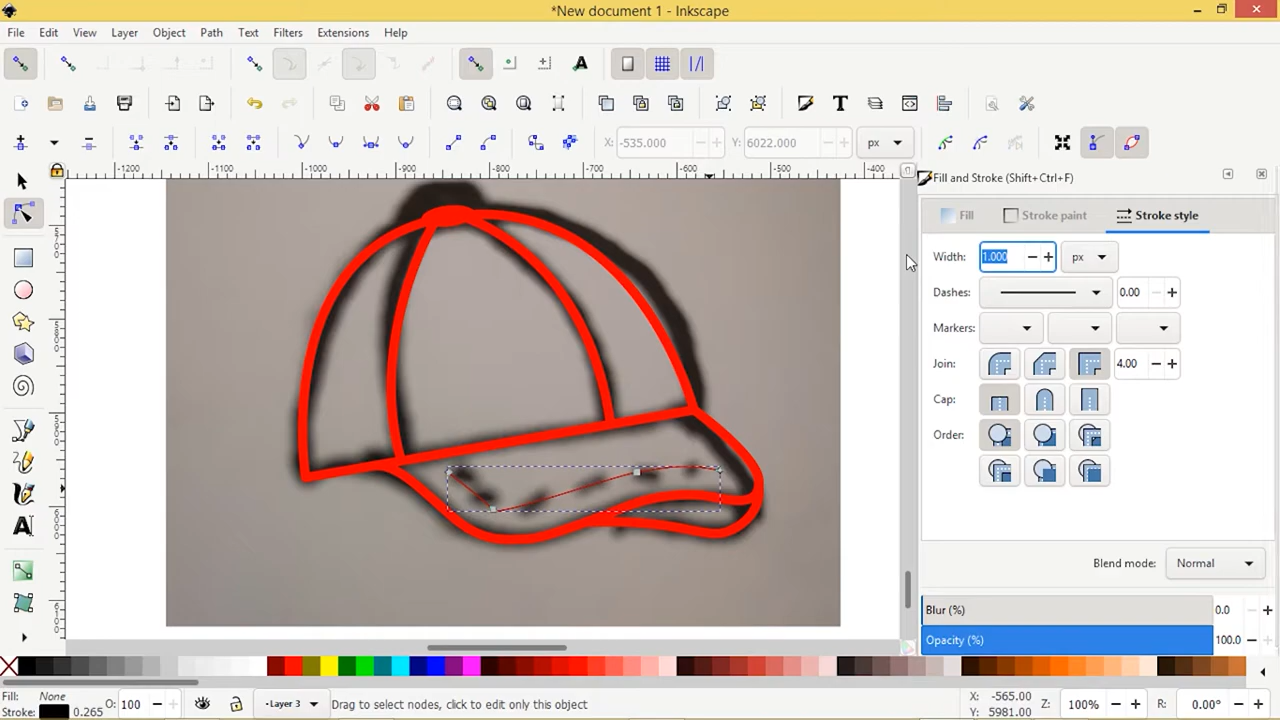 *New document 1 - Inkscape
File Edit View Layer Object Path Text Filters Extensions Help
X: -535.000 Y: 6022.000 px
-1200 -1100 -1000 -900 -800 -700 -600 -500 -400
Fill and Stroke (Shift+Ctrl+F)
Fill Stroke paint Stroke style
Width: 1.000 px
Dashes: 0.00
Markers:
Join: 4.00
Cap:
Order:
Blend mode: Normal
Blur (%) 0.0
Opacity (%) 100.0
Fill: None O: 100 Layer 3 Drag to select nodes, click to edit only this object X: -565.00 Z: 100% R: 0.00°
Stroke: 0.265 Y: 5981.00